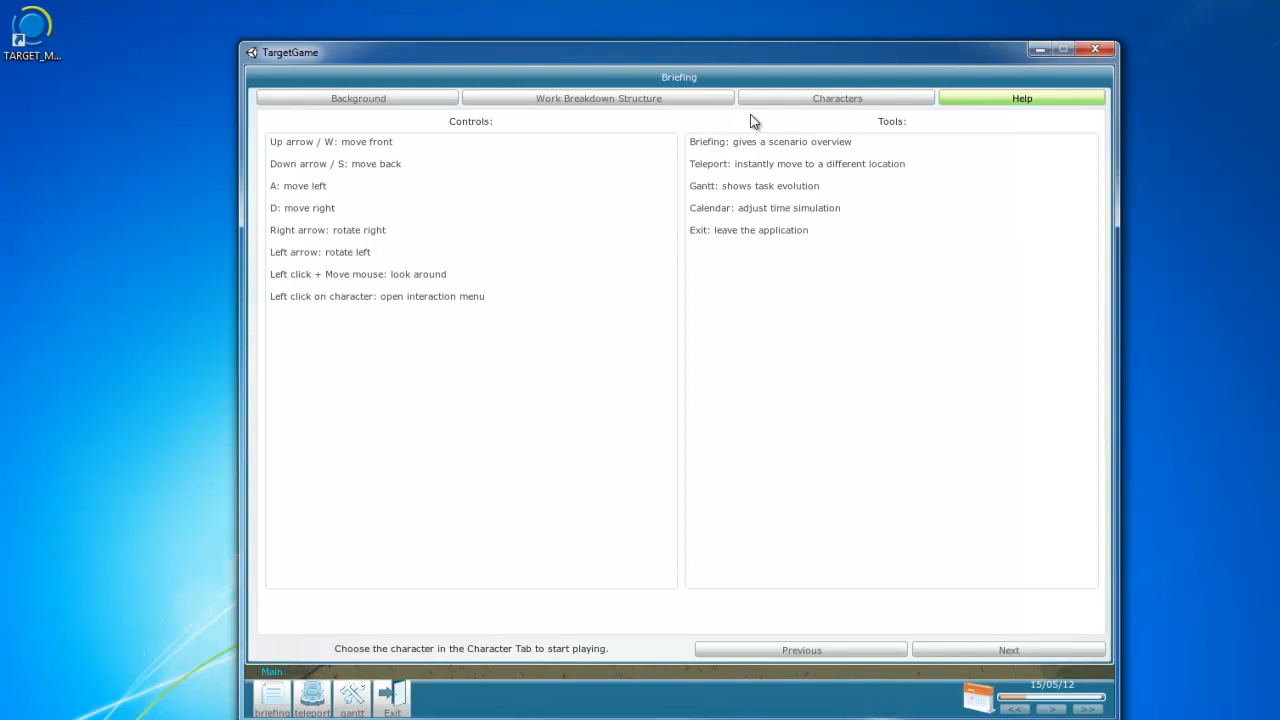 TARGET_M...
TargetGame
Briefing
Background
Work Breakdown Structure
Characters
Help
Controls:
Up arrow / W: move front
Down arrow / S: move back
A: move left
D: move right
Right arrow: rotate right
Left arrow: rotate left
Left click + Move mouse: look around
Left click on character: open interaction menu
Tools:
Briefing: gives a scenario overview
Teleport: instantly move to a different location
Gantt: shows task evolution
Calendar: adjust time simulation
Exit: leave the application
Choose the character in the Character Tab to start playing.
Previous
Next
Main
briefing
teleport
gantt
Exit
15/05/12
<<
>
>>